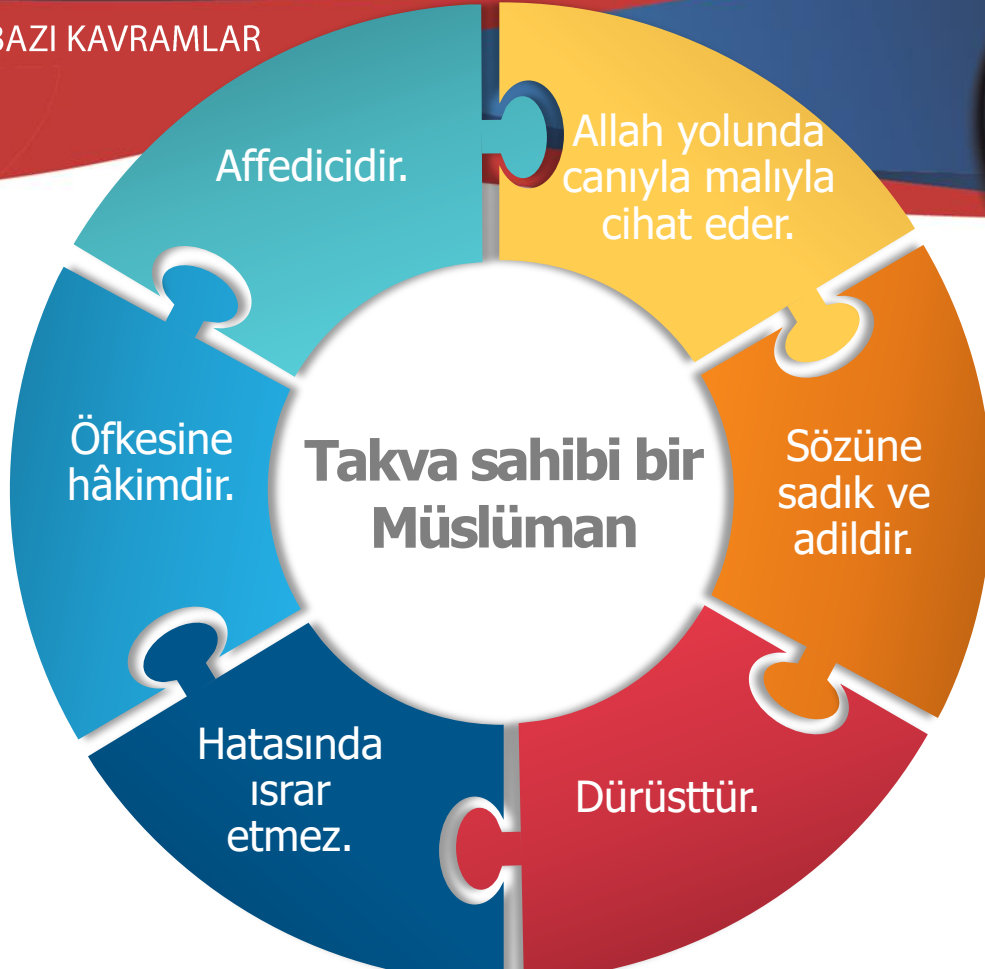 BAZI KAVRAMLAR
Affedicidir.
Allah yolunda
canıyla malıyla
cihat eder.
Sözüne
sadık ve
adildir.
Dürüsttür.
Hatasında
ısrar
etmez.
Öfkesine
hâkimdir.
Takva sahibi bir
Müslüman